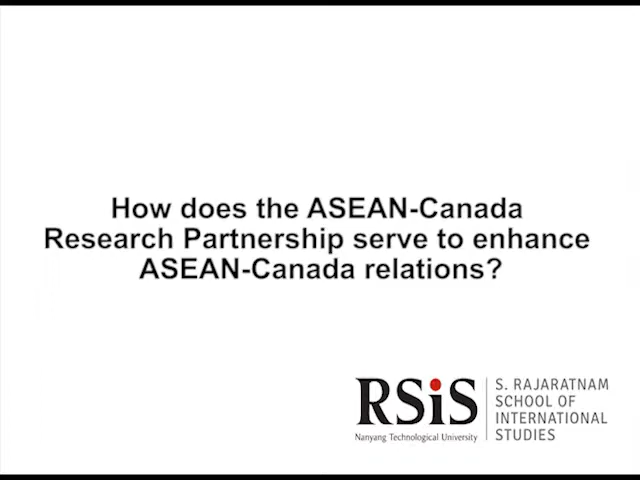 How does the ASEAN-Canada
Research Partnership serve to enhance
ASEAN-Canada relations?
RSiS
Nanyang Technological University
S. RAJARATNAM
SCHOOL OF
INTERNATIONAL
STUDIES